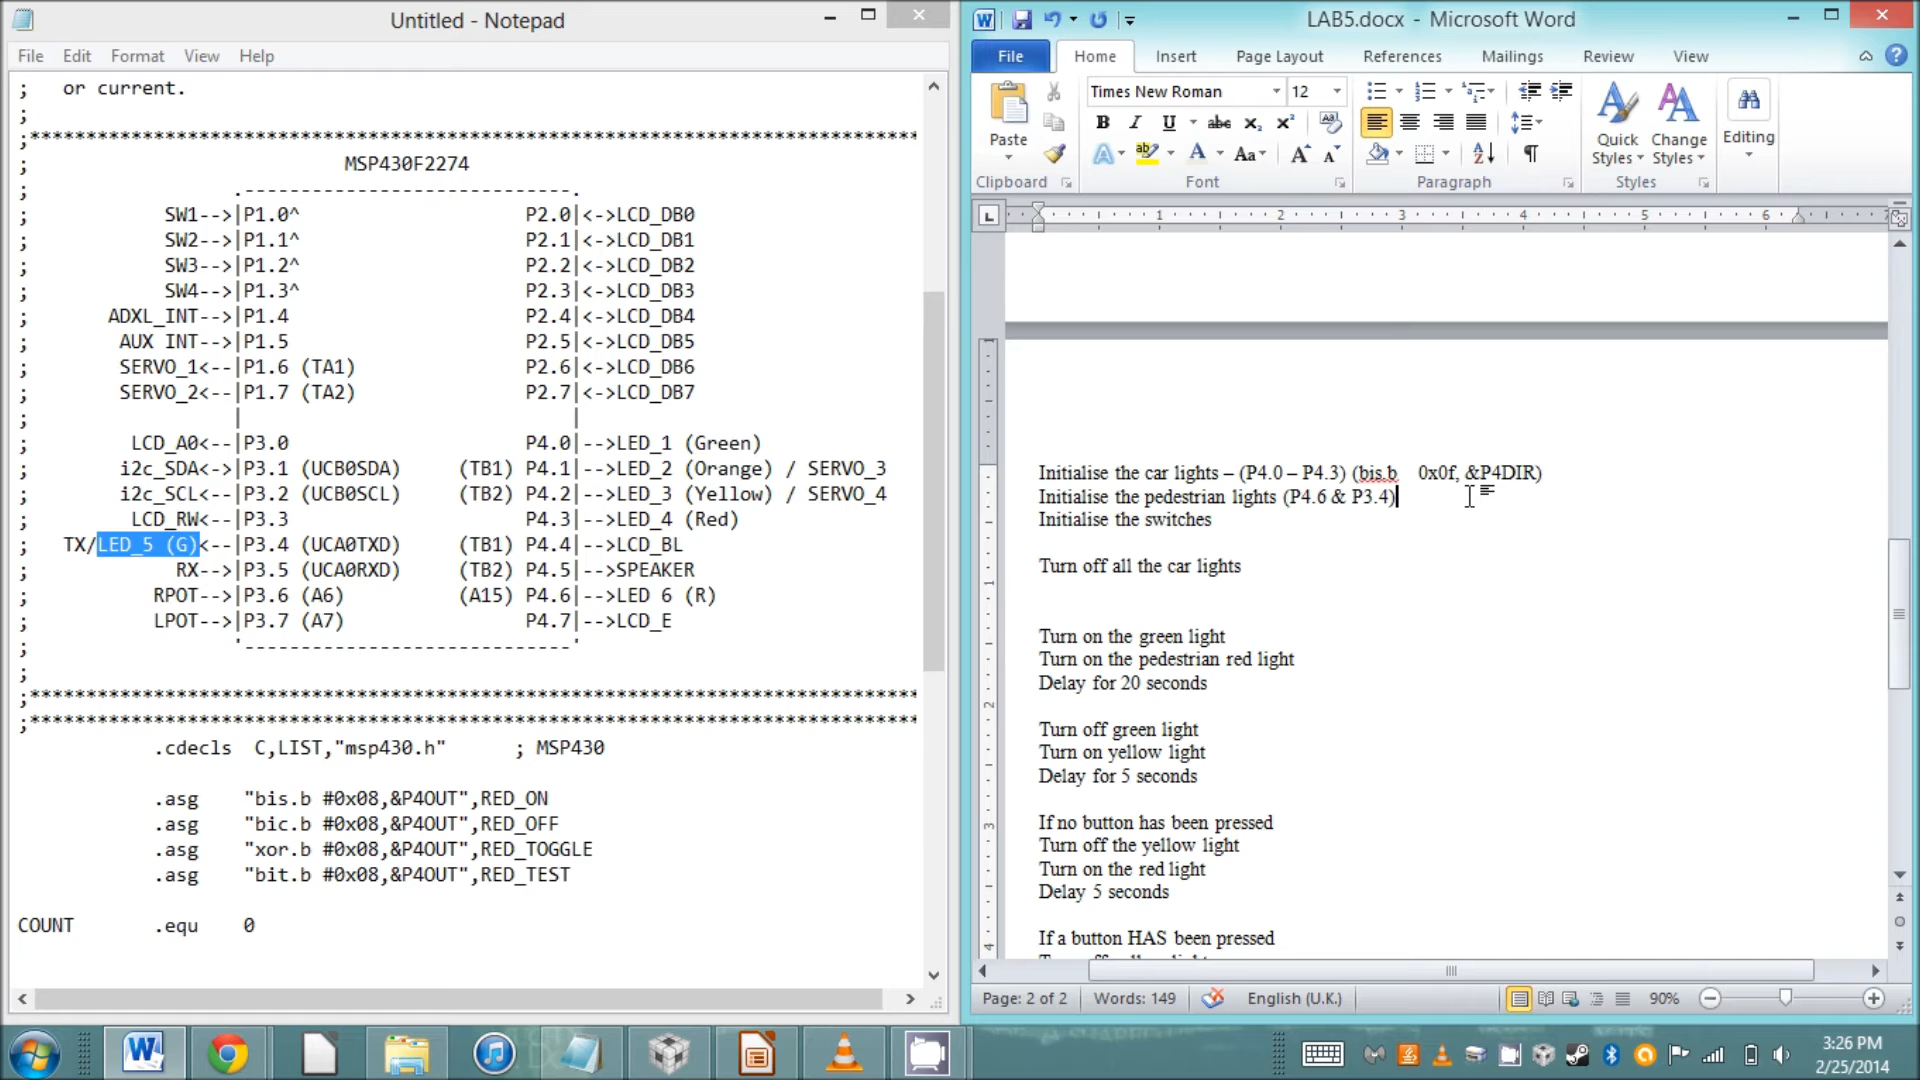 Untitled - Notepad
File Edit Format View Help
;   or current.
;
;*******************************************************************************
;                            MSP430F2274
;                  .-----------------------------.
;            SW1-->|P1.0^                    P2.0|<->LCD_DB0
;            SW2-->|P1.1^                    P2.1|<->LCD_DB1
;            SW3-->|P1.2^                    P2.2|<->LCD_DB2
;            SW4-->|P1.3^                    P2.3|<->LCD_DB3
;       ADXL_INT-->|P1.4                     P2.4|<->LCD_DB4
;        AUX INT-->|P1.5                     P2.5|<->LCD_DB5
;        SERVO_1<--|P1.6 (TA1)               P2.6|<->LCD_DB6
;        SERVO_2<--|P1.7 (TA2)               P2.7|<->LCD_DB7
;                  |                             |
;         LCD_A0<--|P3.0                     P4.0|-->LED_1 (Green)
;        i2c_SDA<->|P3.1 (UCB0SDA)     (TB1) P4.1|-->LED_2 (Orange) / SERVO_3
;        i2c_SCL<--|P3.2 (UCB0SCL)     (TB2) P4.2|-->LED_3 (Yellow) / SERVO_4
;         LCD_RW<--|P3.3                     P4.3|-->LED_4 (Red)
;   TX/LED_5 (G)<--|P3.4 (UCA0TXD)     (TB1) P4.4|-->LCD_BL
;             RX-->|P3.5 (UCA0RXD)     (TB2) P4.5|-->SPEAKER
;           RPOT-->|P3.6 (A6)          (A15) P4.6|-->LED 6 (R)
;           LPOT-->|P3.7 (A7)                P4.7|-->LCD_E
;                  '-----------------------------'
;
;*******************************************************************************
;*******************************************************************************
.cdecls  C,LIST,"msp430.h"      ; MSP430
.asg    "bis.b #0x08,&P4OUT",RED_ON
.asg    "bic.b #0x08,&P4OUT",RED_OFF
.asg    "xor.b #0x08,&P4OUT",RED_TOGGLE
.asg    "bit.b #0x08,&P4OUT",RED_TEST
COUNT       .equ    0
LAB5.docx - Microsoft Word
File Home Insert Page Layout References Mailings Review View
Paste
Times New Roman 12
Quick Styles
Change Styles
Editing
Clipboard Font Paragraph Styles
1 2 3 4 5 6 7
Initialise the car lights – (P4.0 – P4.3) (bis.b    0x0f, &P4DIR)
Initialise the pedestrian lights (P4.6 & P3.4)
Initialise the switches
Turn off all the car lights
Turn on the green light
Turn on the pedestrian red light
Delay for 20 seconds
Turn off green light
Turn on yellow light
Delay for 5 seconds
If no button has been pressed
Turn off the yellow light
Turn on the red light
Delay 5 seconds
If a button HAS been pressed
Page: 2 of 2 Words: 149 English (U.K.) 90%
3:26 PM
2/25/2014